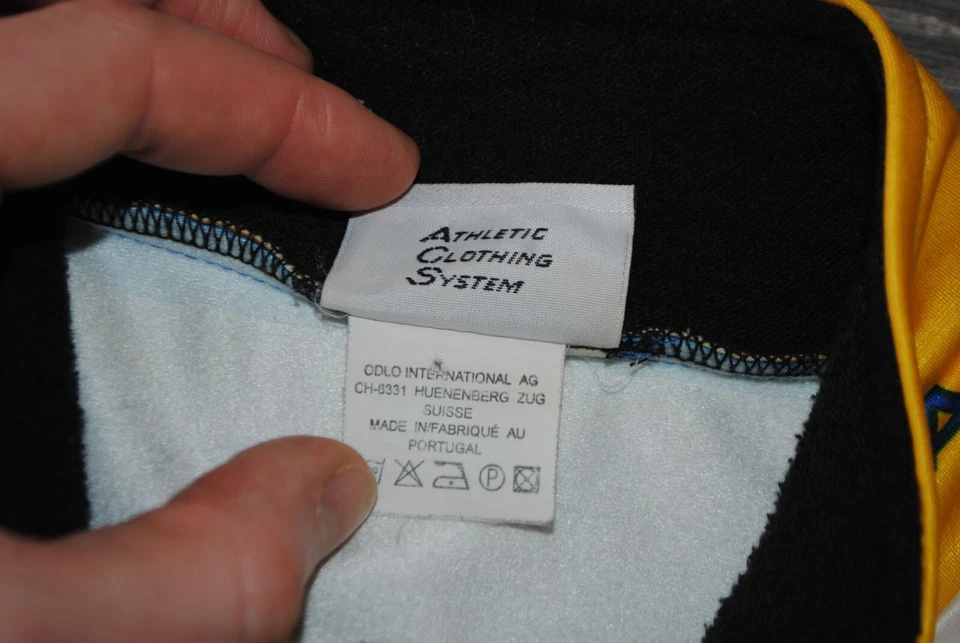 ATHLETIC
CLOTHING
SYSTEM
ODLO INTERNATIONAL AG
CH-6331 HUENENBERG ZUG
SUISSE
MADE IN/FABRIQUÉ AU
PORTUGAL
P